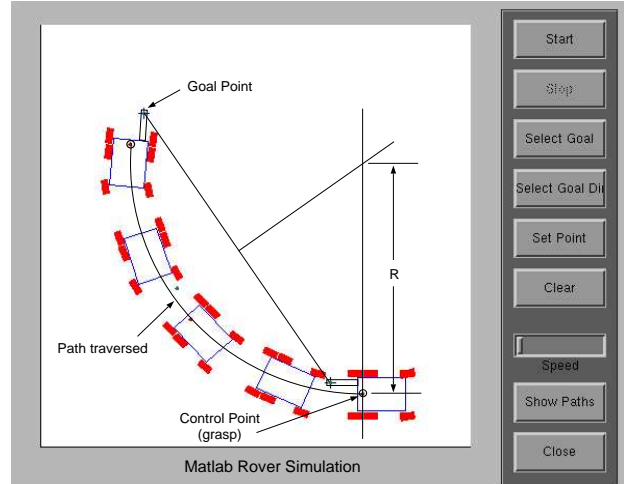 Goal Point
R
Path traversed
Control Point
(grasp)
Matlab Rover Simulation
Start
Stop
Select Goal
Select Goal Di
Set Point
Clear
Speed
Show Paths
Close